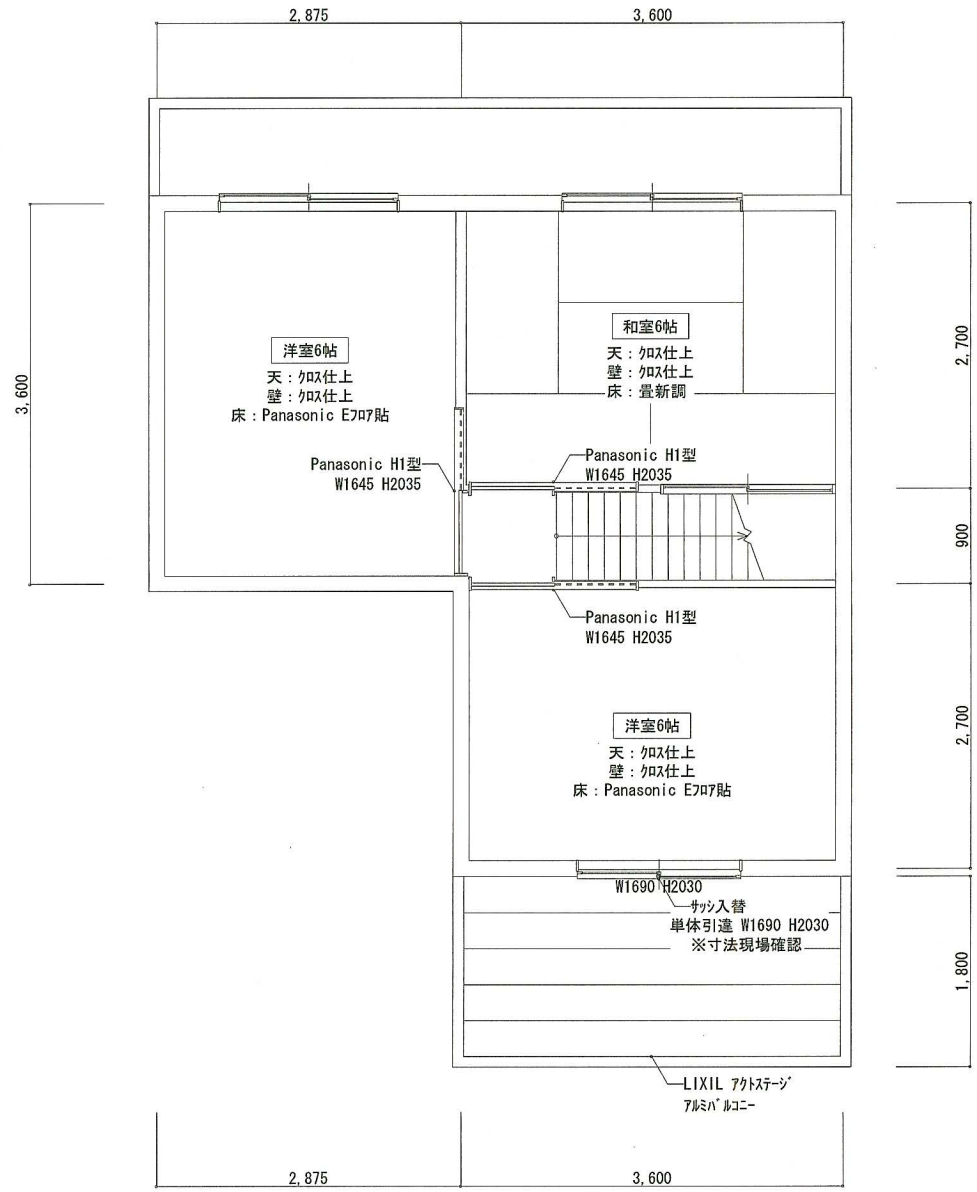 2,875
3,600
3,600
2,700
900
2,700
1,800
洋室6帖
天：ｸﾛｽ仕上
壁：ｸﾛｽ仕上
床：Panasonic Eﾌﾛｱ貼
和室6帖
天：ｸﾛｽ仕上
壁：ｸﾛｽ仕上
床：畳新調
Panasonic H1型
W1645 H2035
Panasonic H1型
W1645 H2035
Panasonic H1型
W1645 H2035
洋室6帖
天：ｸﾛｽ仕上
壁：ｸﾛｽ仕上
床：Panasonic Eﾌﾛｱ貼
W1690 H2030
ｻｯｼ入替
単体引違 W1690 H2030
※寸法現場確認
LIXIL ｱｸﾄｽﾃｰｼﾞ
ｱﾙﾐﾊﾞﾙｺﾆｰ
2,875
3,600